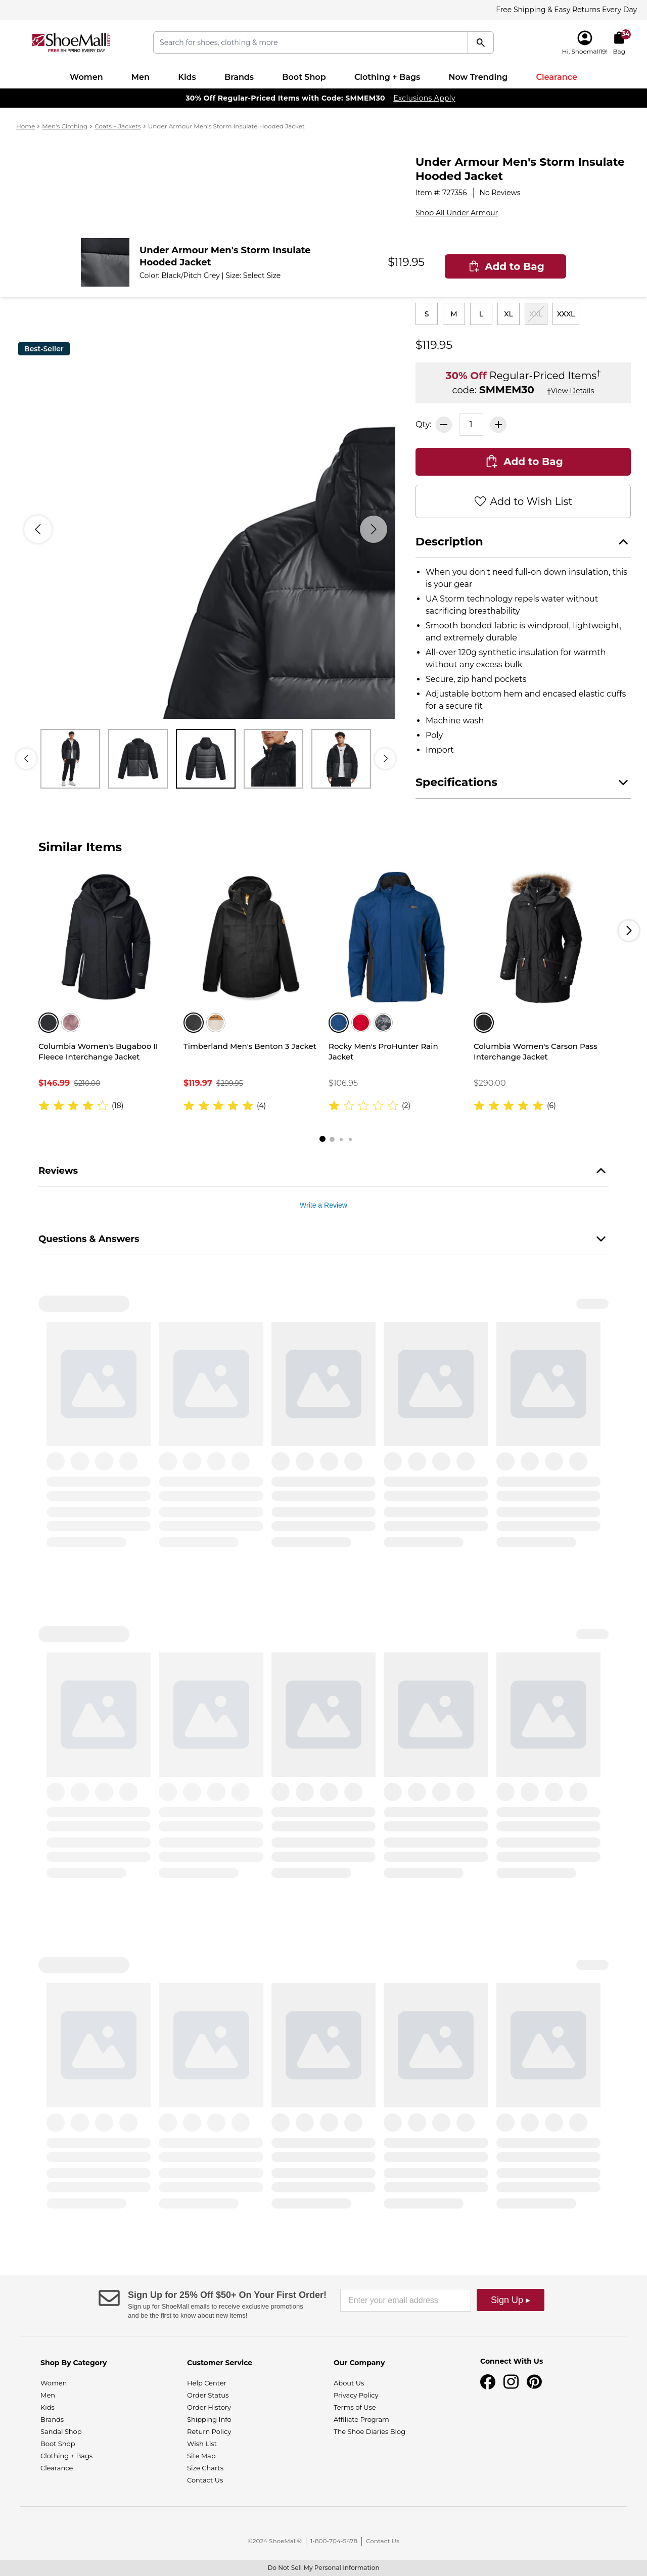 Free Shipping & Easy Returns Every Day
ShoeMall
FREE SHIPPING EVERY DAY
Search for shoes, clothing & more
34
Hi, Shoemall19!
Bag
Women
Men
Kids
Brands
Boot Shop
Clothing + Bags
Now Trending
Clearance
30% Off Regular-Priced Items with Code: SMMEM30 Exclusions Apply
Home > Men's Clothing > Coats + Jackets > Under Armour Men's Storm Insulate Hooded Jacket
Under Armour Men's Storm Insulate
Hooded Jacket
Item #: 727356 | No Reviews
Shop All Under Armour
Under Armour Men's Storm Insulate
Hooded Jacket
Color: Black/Pitch Grey | Size: Select Size
$119.95
Add to Bag
S
M
L
XL
XXL
XXXL
Best-Seller
$119.95
30% Off Regular-Priced Items†
code: SMMEM30 ‡View Details
Qty:
1
Add to Bag
Add to Wish List
Description
• When you don't need full-on down insulation, this
is your gear
• UA Storm technology repels water without
sacrificing breathability
• Smooth bonded fabric is windproof, lightweight,
and extremely durable
• All-over 120g synthetic insulation for warmth
without any excess bulk
• Secure, zip hand pockets
• Adjustable bottom hem and encased elastic cuffs
for a secure fit
• Machine wash
• Poly
• Import
Specifications
Similar Items
Columbia Women's Bugaboo II
Fleece Interchange Jacket
$146.99 $210.00
(18)
Timberland Men's Benton 3 Jacket
$119.97 $299.95
(4)
Rocky Men's ProHunter Rain
Jacket
$106.95
(2)
Columbia Women's Carson Pass
Interchange Jacket
$290.00
(6)
Reviews
Write a Review
Questions & Answers
Sign Up for 25% Off $50+ On Your First Order!
Sign up for ShoeMall emails to receive exclusive promotions
and be the first to know about new items!
Enter your email address
Sign Up ▸
Shop By Category
Women
Men
Kids
Brands
Sandal Shop
Boot Shop
Clothing + Bags
Clearance
Customer Service
Help Center
Order Status
Order History
Shipping Info
Return Policy
Wish List
Site Map
Size Charts
Contact Us
Our Company
About Us
Privacy Policy
Terms of Use
Affiliate Program
The Shoe Diaries Blog
Connect With Us
©2024 ShoeMall® | 1-800-704-5478 | Contact Us
Do Not Sell My Personal Information